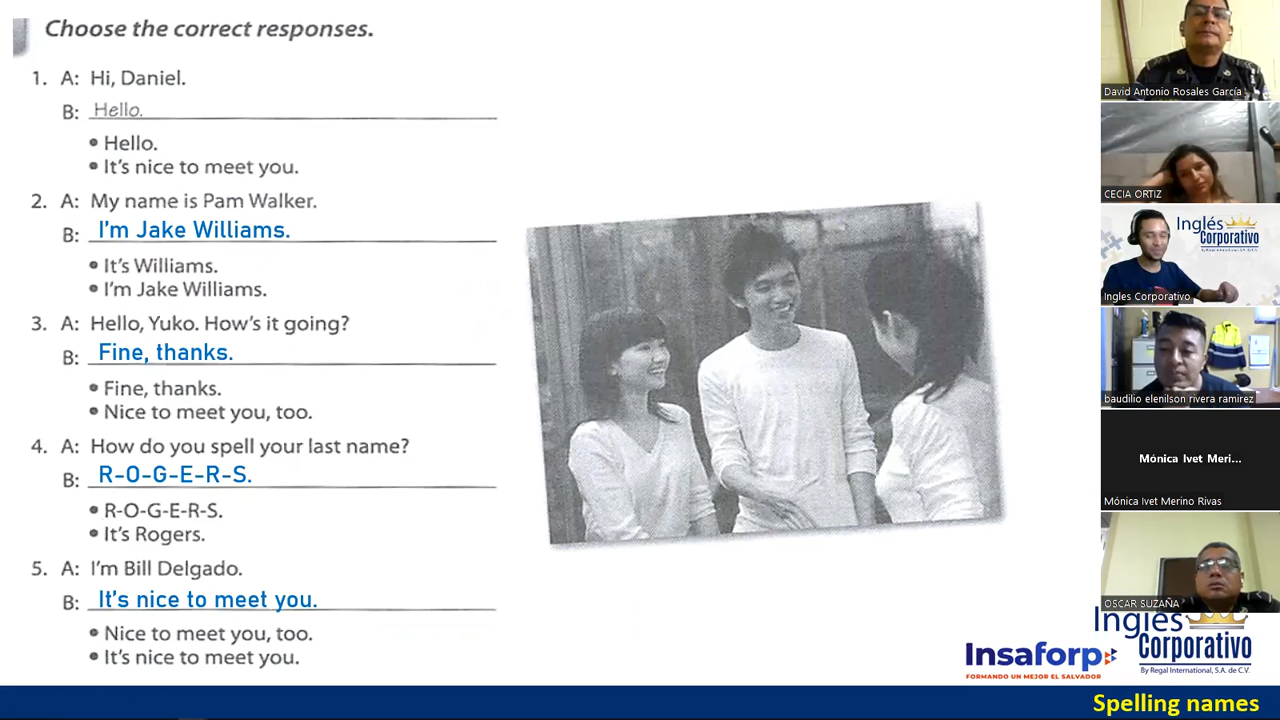 Choose the correct responses.
1. A: Hi, Daniel.
B: Hello.
• Hello.
• It's nice to meet you.
2. A: My name is Pam Walker.
B: I'm Jake Williams.
• It's Williams.
• I'm Jake Williams.
3. A: Hello, Yuko. How's it going?
B: Fine, thanks.
• Fine, thanks.
• Nice to meet you, too.
4. A: How do you spell your last name?
B: R-O-G-E-R-S.
• R-O-G-E-R-S.
• It's Rogers.
5. A: I'm Bill Delgado.
B: It's nice to meet you.
• Nice to meet you, too.
• It's nice to meet you.
David Antonio Rosales García
CECIA ORTIZ
Inglés
Corporativo
By Regal International, S.A. de C.V.
Ingles Corporativo
baudilio elenilson rivera ramirez
Mónica Ivet Meri...
Mónica Ivet Merino Rivas
OSCAR SUZAÑA
Insaforp
FORMANDO UN MEJOR EL SALVADOR
Inglés
Corporativo
By Regal International, S.A. de C.V.
Spelling names